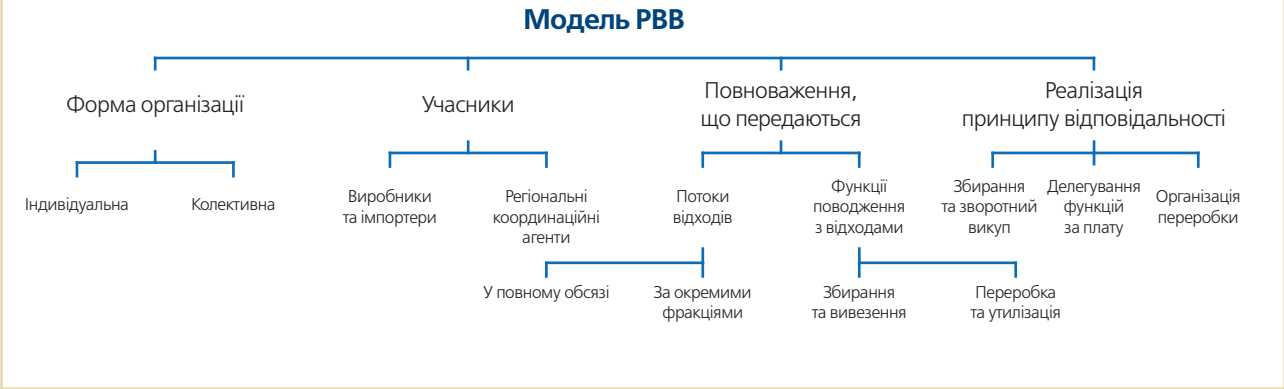 Модель РВВ
Форма організації
Учасники
Повноваження,
що передаються
Реалізація
принципу відповідальності
Індивідуальна
Колективна
Виробники
та імпортери
Регіональні
координаційні
агенти
Потоки
відходів
Функції
поводження
з відходами
Збирання
та зворотний
викуп
Делегування
функцій
за плату
Організація
переробки
У повному обсязі
За окремими
фракціями
Збирання
та вивезення
Переробка
та утилізація